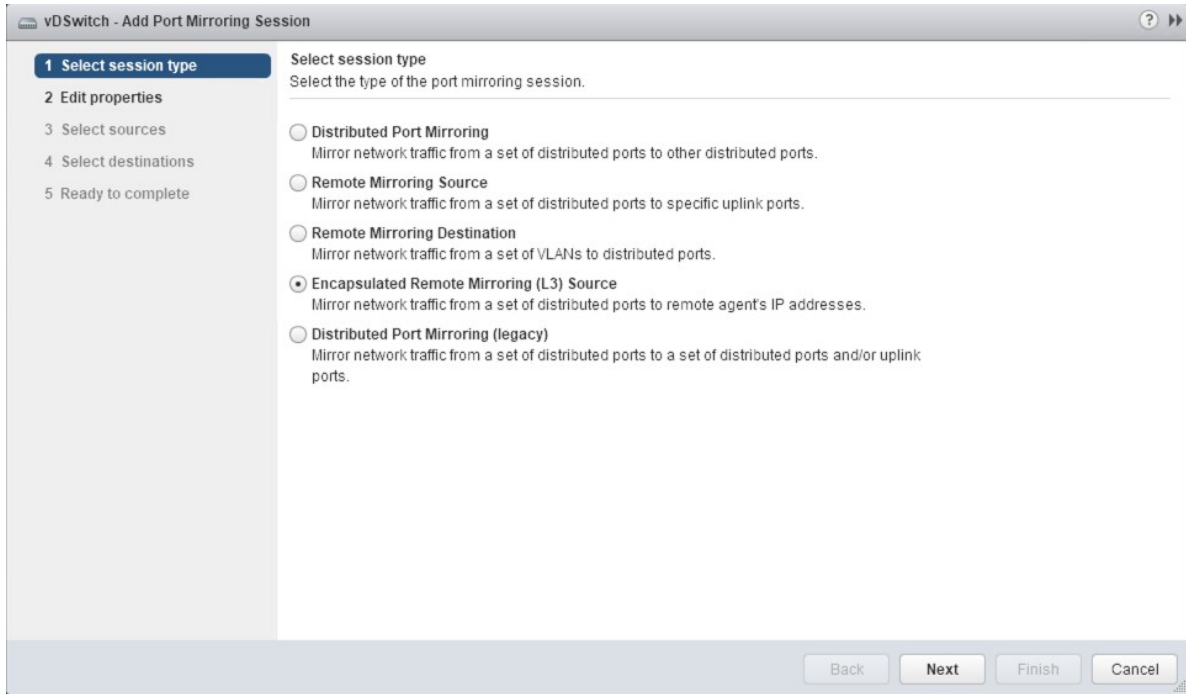 vDSwitch - Add Port Mirroring Session
?
1 Select session type
2 Edit properties
3 Select sources
4 Select destinations
5 Ready to complete
Select session type
Select the type of the port mirroring session.
Distributed Port Mirroring
Mirror network traffic from a set of distributed ports to other distributed ports.
Remote Mirroring Source
Mirror network traffic from a set of distributed ports to specific uplink ports.
Remote Mirroring Destination
Mirror network traffic from a set of VLANs to distributed ports.
Encapsulated Remote Mirroring (L3) Source
Mirror network traffic from a set of distributed ports to remote agent's IP addresses.
Distributed Port Mirroring (legacy)
Mirror network traffic from a set of distributed ports to a set of distributed ports and/or uplink
ports.
Back
Next
Finish
Cancel